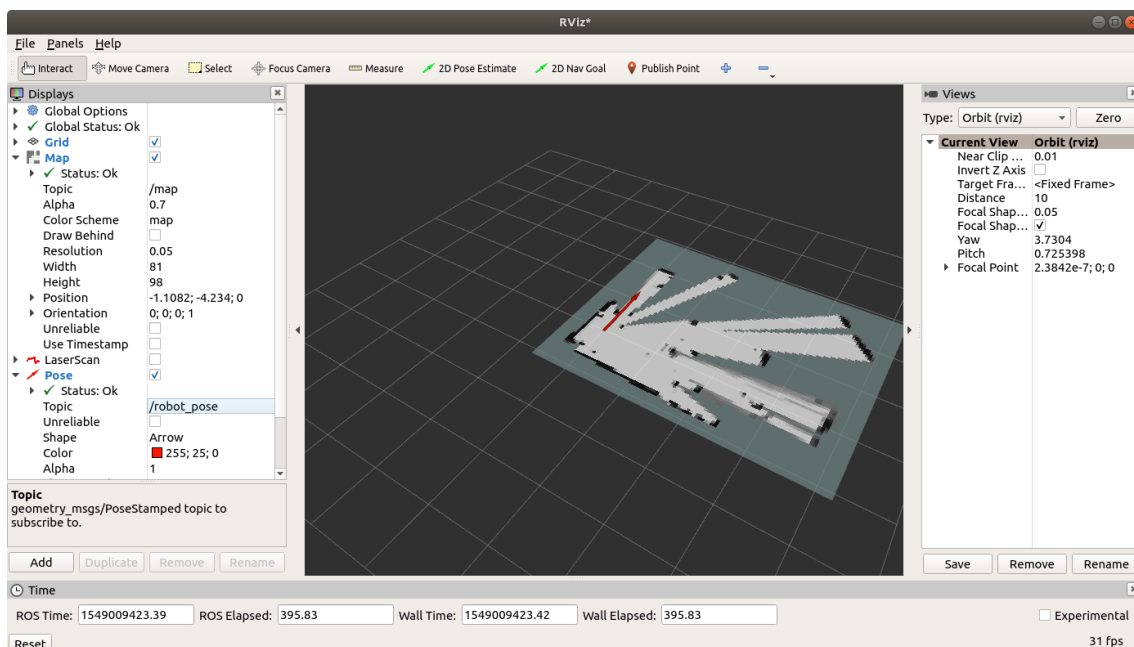 RViz*
File Panels Help
Interact Move Camera Select Focus Camera Measure 2D Pose Estimate 2D Nav Goal Publish Point
Displays
Global Options
Global Status: Ok
Grid
Map
Status: Ok
Topic /map
Alpha 0.7
Color Scheme map
Draw Behind
Resolution 0.05
Width 81
Height 98
Position -1.1082; -4.234; 0
Orientation 0; 0; 0; 1
Unreliable
Use Timestamp
LaserScan
Pose
Status: Ok
Topic /robot_pose
Unreliable
Shape Arrow
Color 255; 25; 0
Alpha 1
Topic
geometry_msgs/PoseStamped topic to
subscribe to.
Add Duplicate Remove Rename
Views
Type: Orbit (rviz) Zero
Current View Orbit (rviz)
Near Clip ... 0.01
Invert Z Axis
Target Fra... <Fixed Frame>
Distance 10
Focal Shap... 0.05
Focal Shap...
Yaw 3.7304
Pitch 0.725398
Focal Point 2.3842e-7; 0; 0
Save Remove Rename
Time
ROS Time: 1549009423.39 ROS Elapsed: 395.83 Wall Time: 1549009423.42 Wall Elapsed: 395.83 Experimental
Reset 31 fps